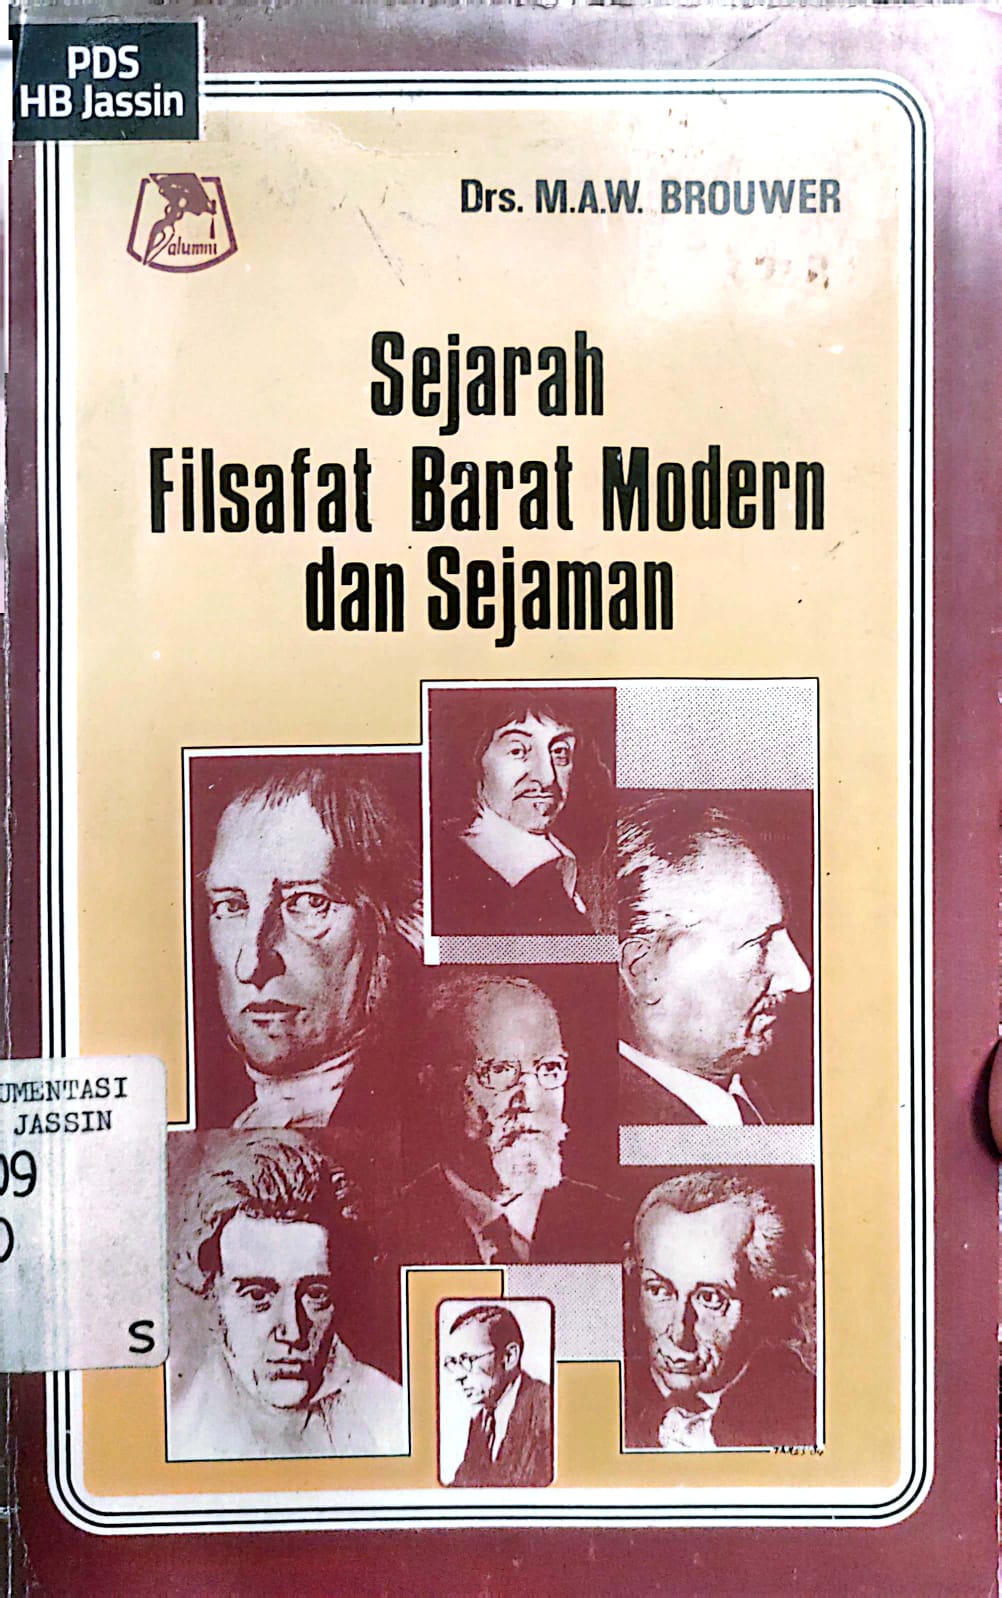 PDS
HB Jassin
alumni
Drs. M.A.W. BROUWER
Sejarah
Filsafat Barat Modern
dan Sejaman
UMENTASI
JASSIN
09
S